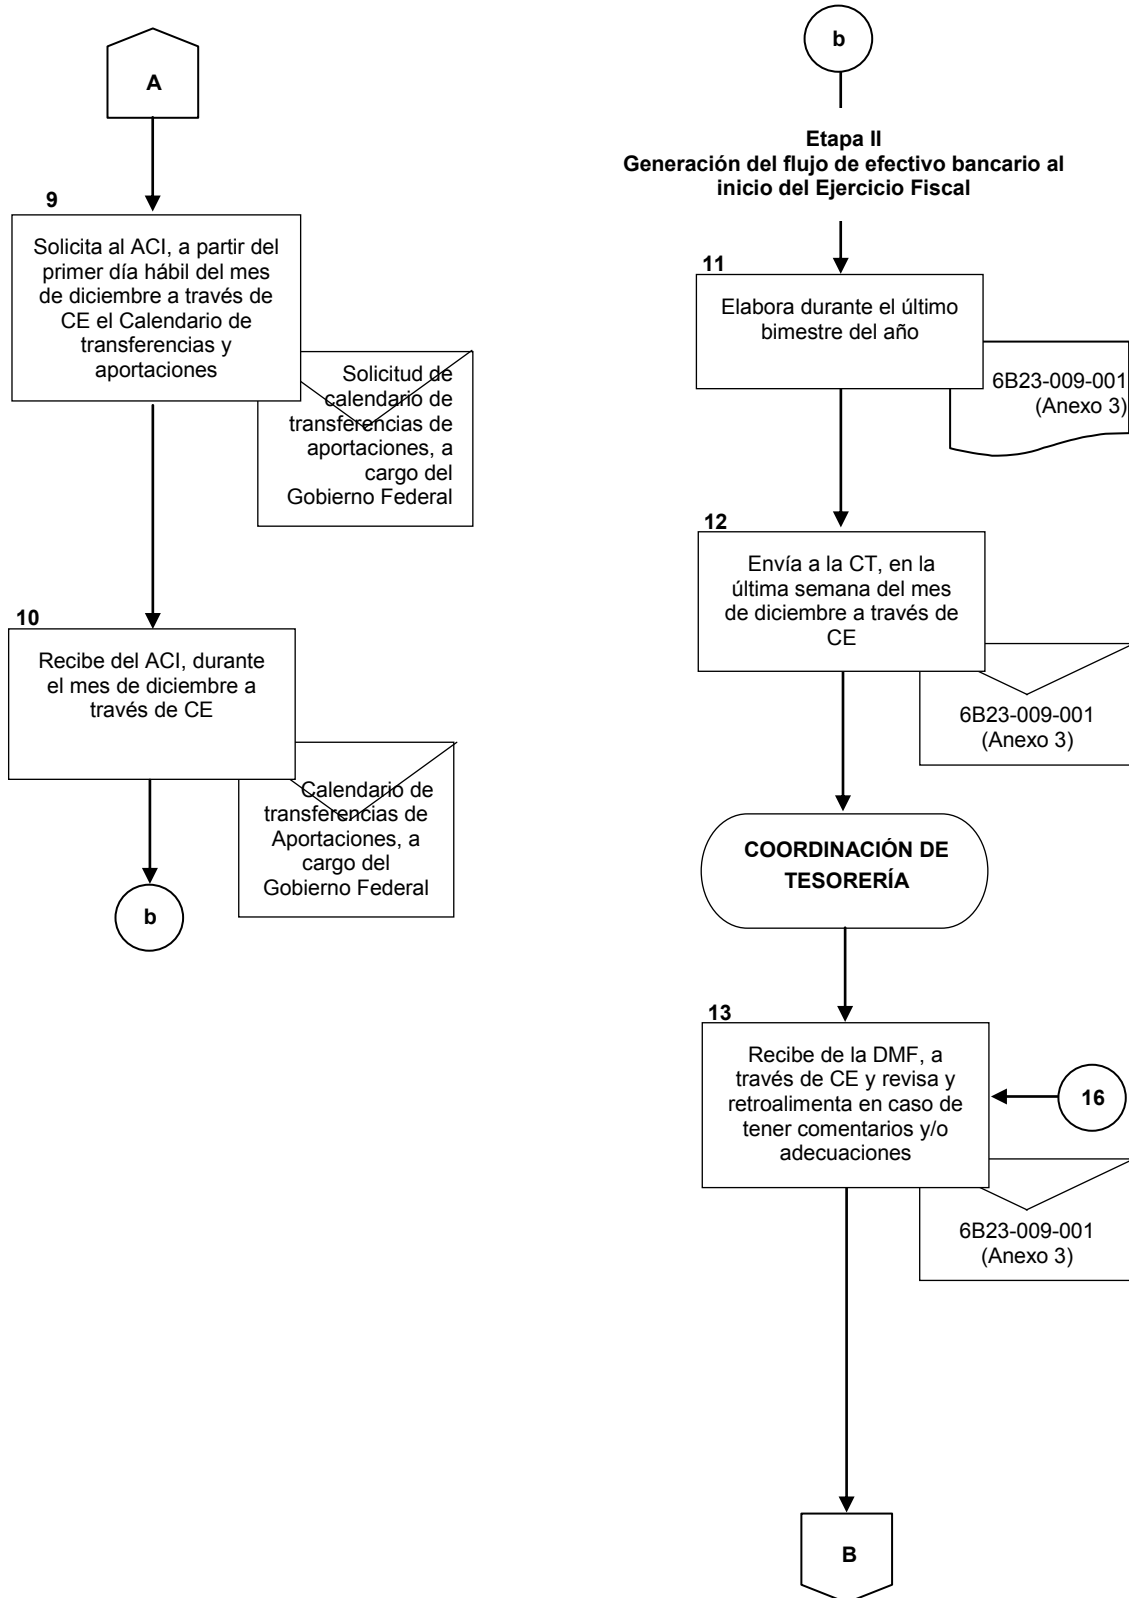 A
9
Solicita al ACI, a partir del
primer día hábil del mes
de diciembre a través de
CE el Calendario de
transferencias y
aportaciones
Solicitud de
calendario de
transferencias de
aportaciones, a
cargo del
Gobierno Federal
10
Recibe del ACI, durante
el mes de diciembre a
través de CE
Calendario de
transferencias de
Aportaciones, a
cargo del
Gobierno Federal
b
b
Etapa II
Generación del flujo de efectivo bancario al
inicio del Ejercicio Fiscal
11
Elabora durante el último
bimestre del año
6B23-009-001
(Anexo 3)
12
Envía a la CT, en la
última semana del mes
de diciembre a través de
CE
6B23-009-001
(Anexo 3)
COORDINACIÓN DE
TESORERÍA
13
Recibe de la DMF, a
través de CE y revisa y
retroalimenta en caso de
tener comentarios y/o
adecuaciones
16
6B23-009-001
(Anexo 3)
B